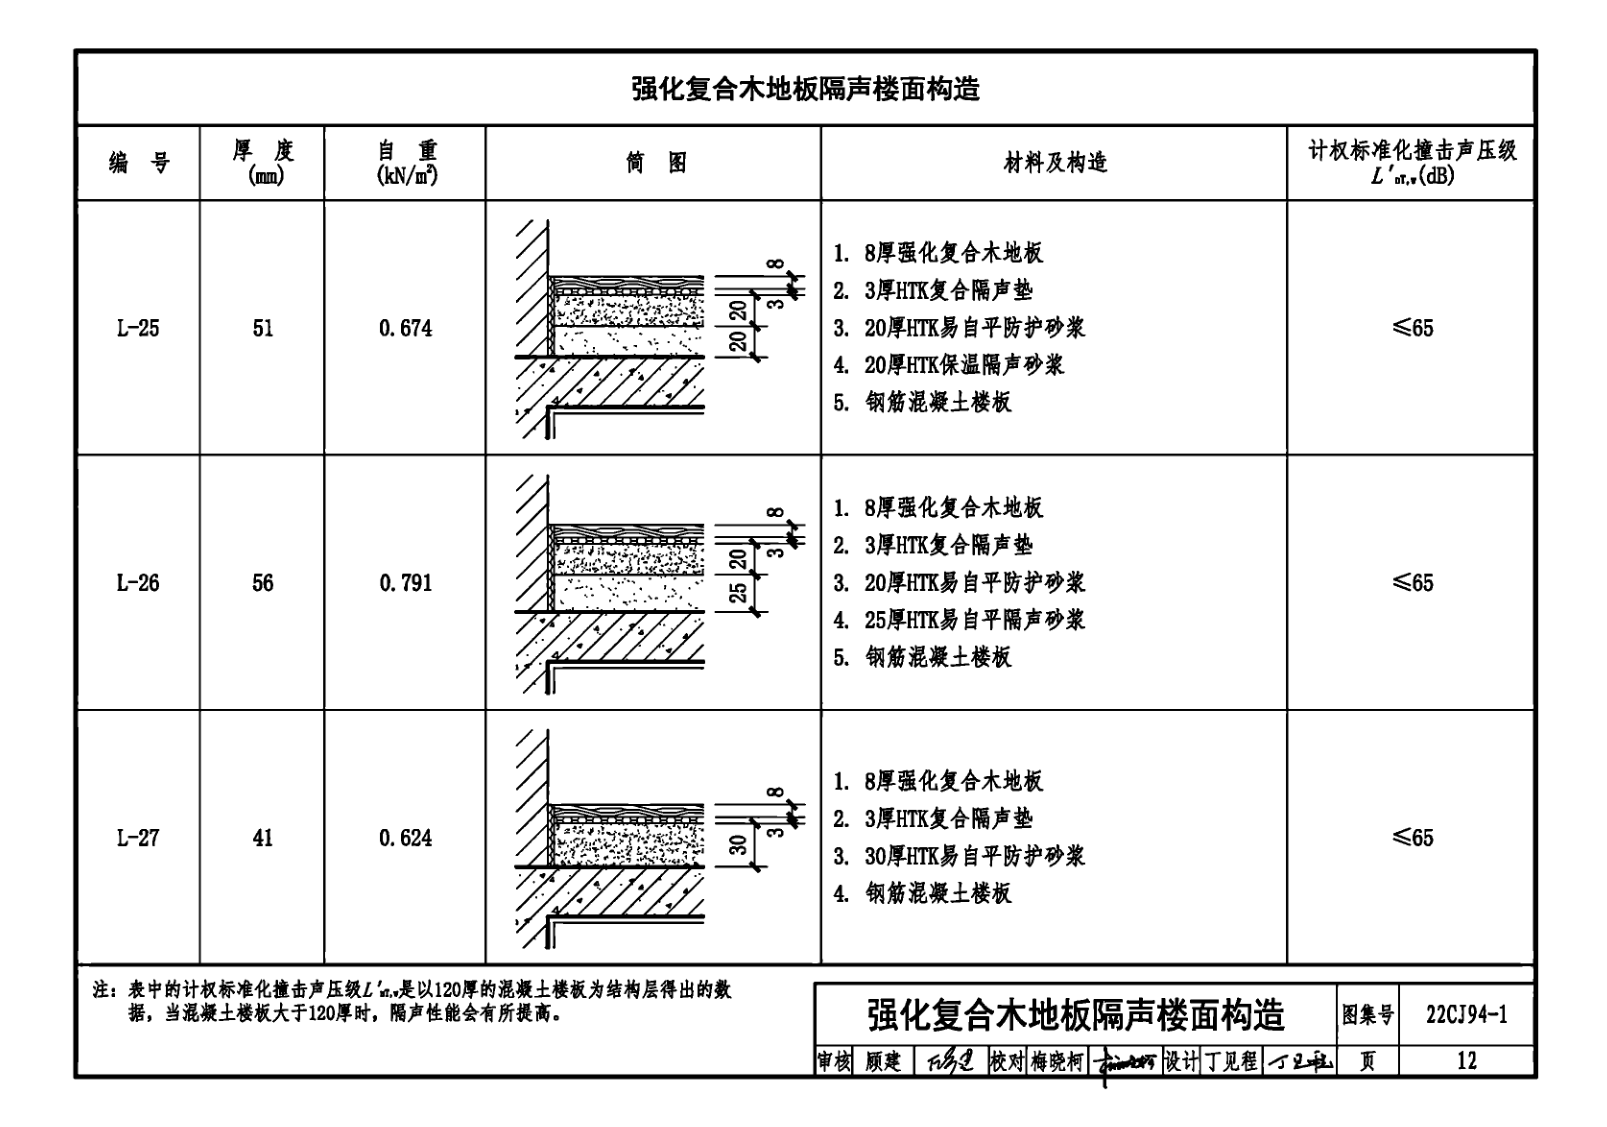 强化复合木地板隔声楼面构造
编 号
厚 度
(mm)
自 重
(kN/m²)
简 图
材料及构造
计权标准化撞击声压级
L'nT,w(dB)
L-25
51
0.674
8
3
20
20
1. 8厚强化复合木地板
2. 3厚HTK复合隔声垫
3. 20厚HTK易自平防护砂浆
4. 20厚HTK保温隔声砂浆
5. 钢筋混凝土楼板
≤65
L-26
56
0.791
8
3
20
25
1. 8厚强化复合木地板
2. 3厚HTK复合隔声垫
3. 20厚HTK易自平防护砂浆
4. 25厚HTK易自平隔声砂浆
5. 钢筋混凝土楼板
≤65
L-27
41
0.624
8
3
30
1. 8厚强化复合木地板
2. 3厚HTK复合隔声垫
3. 30厚HTK易自平防护砂浆
4. 钢筋混凝土楼板
≤65
注：表中的计权标准化撞击声压级L'nT,w是以120厚的混凝土楼板为结构层得出的数
据，当混凝土楼板大于120厚时，隔声性能会有所提高。
强化复合木地板隔声楼面构造
图集号
22CJ94-1
审核 顾建 校对 梅晓柯 设计 丁见程 丁见程 页 12